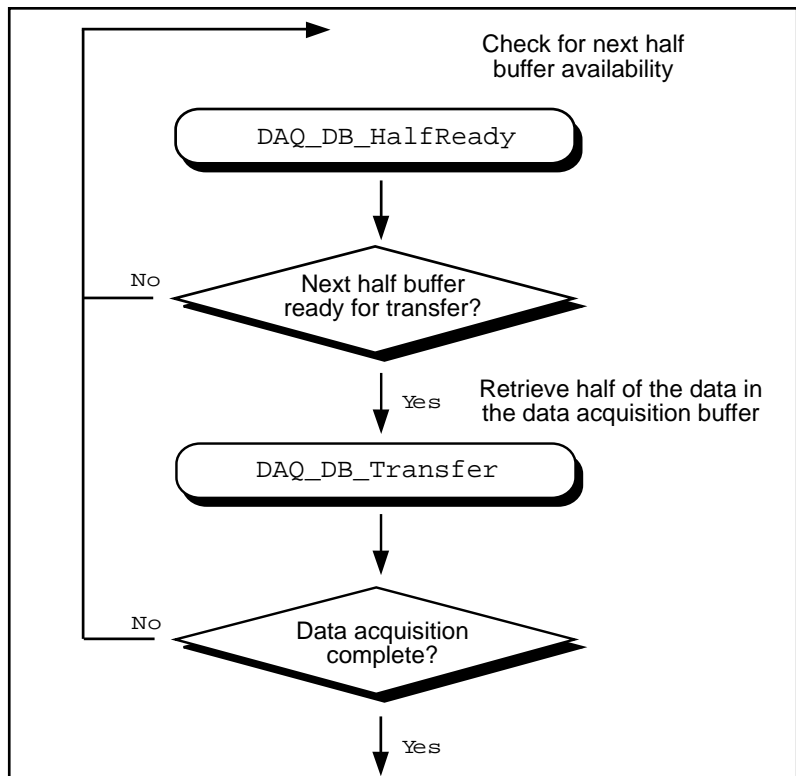 Check for next half
buffer availability
DAQ_DB_HalfReady
No
Next half buffer
ready for transfer?
Yes
Retrieve half of the data in
the data acquisition buffer
DAQ_DB_Transfer
No
Data acquisition
complete?
Yes